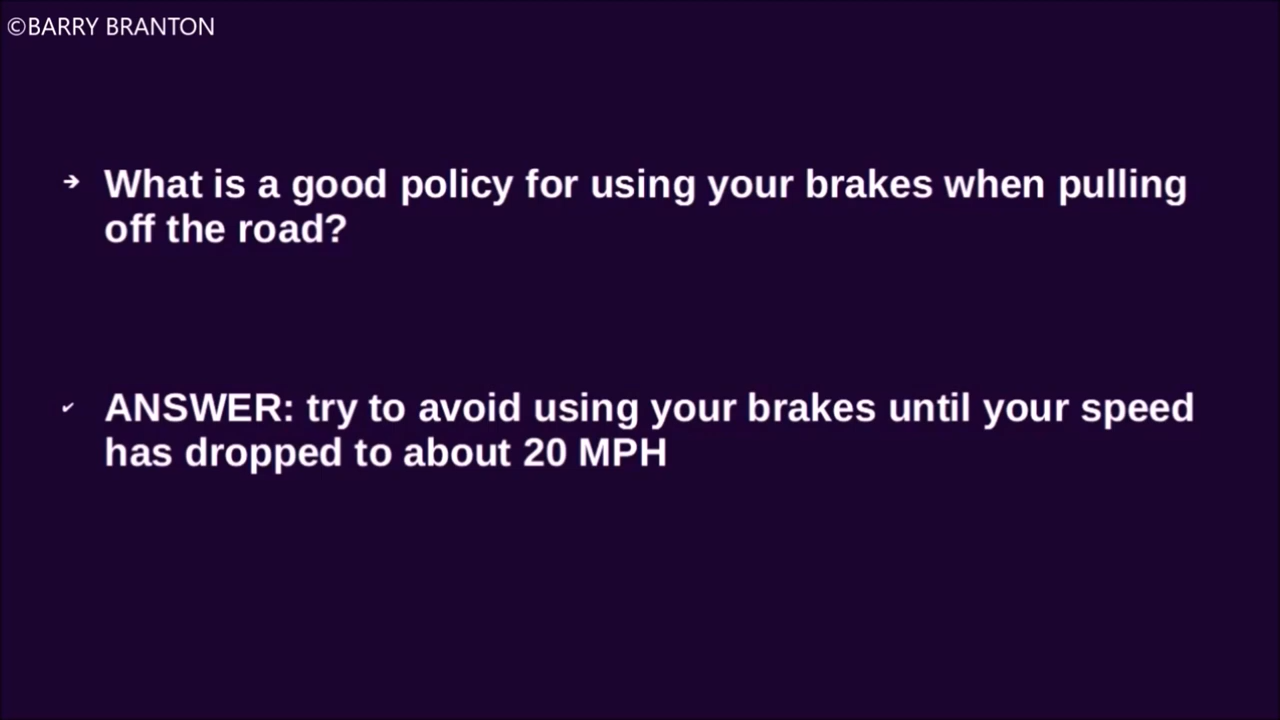 ©BARRY BRANTON
➔ What is a good policy for using your brakes when pulling
off the road?
✔ ANSWER: try to avoid using your brakes until your speed
has dropped to about 20 MPH